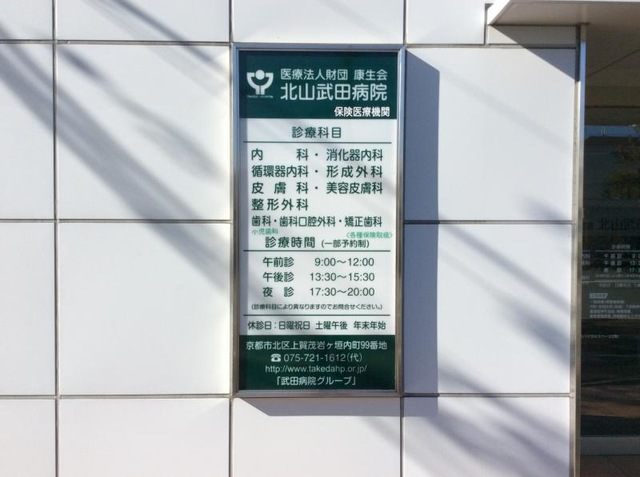 医療法人財団 康生会
北山武田病院
保険医療機関
診療科目
内 科・消化器内科
循環器内科・形成外科
皮膚科・美容皮膚科
整形外科
歯科・歯科口腔外科・矯正歯科
小児歯科 〈各種保険取扱〉
診療時間 (一部予約制)
午前診 9:00～12:00
午後診 13:30～15:30
夜 診 17:30～20:00
(診療科目により異なりますのでお問合せください。)
休診日:日曜祝日 土曜午後 年末年始
京都市北区上賀茂岩ヶ垣内町99番地
☎075-721-1612(代)
http://www.takedahp.or.jp/
「武田病院グループ」